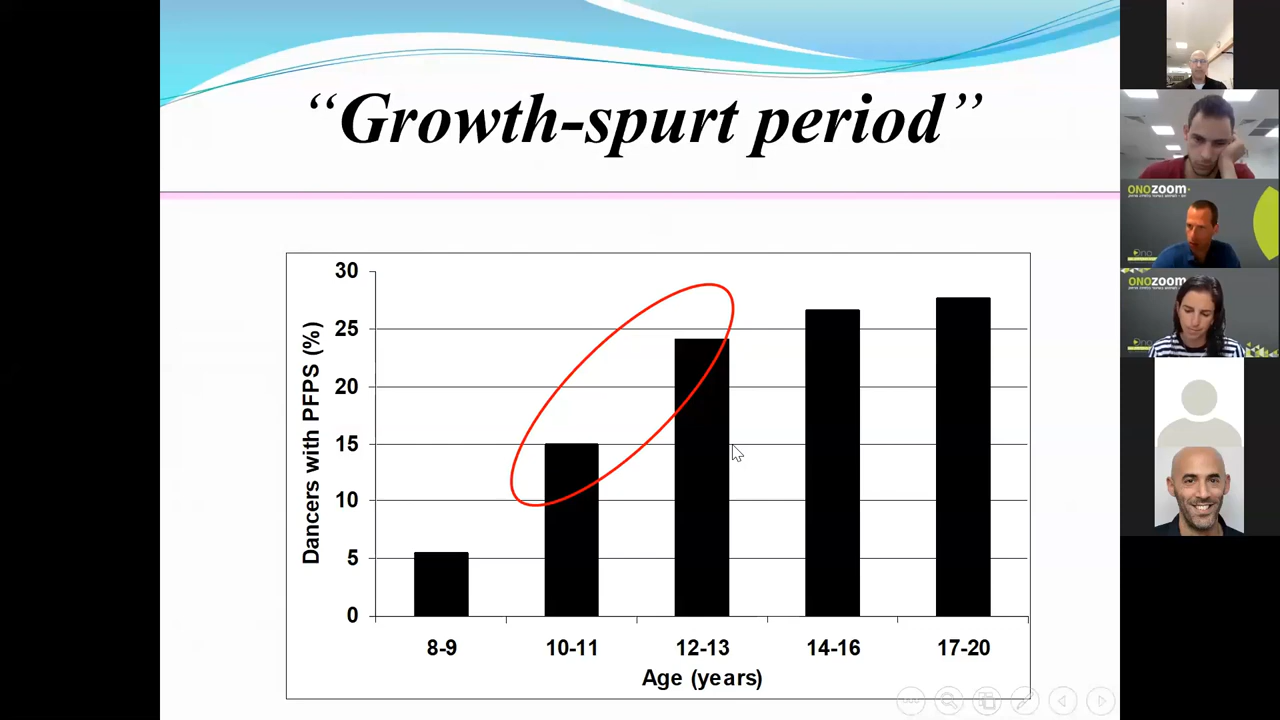 “Growth-spurt period”
30
25
20
15
10
5
0
Dancers with PFPS (%)
8-9
10-11
12-13
14-16
17-20
Age (years)
ONOZOOM
Ono
ONOZOOM